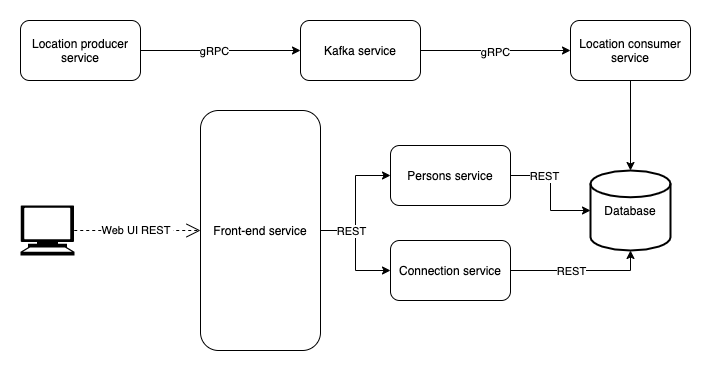 Location producer
service
gRPC
Kafka service
gRPC
Location consumer
service
Web UI REST
Front-end service
REST
Persons service
REST
Database
Connection service
REST